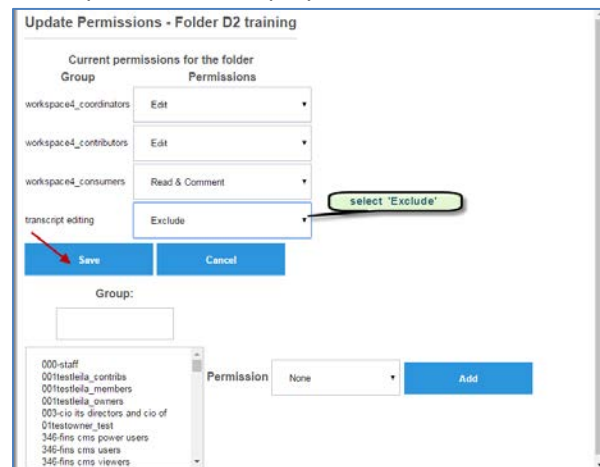 Update Permissions - Folder D2 training
Current permissions for the folder
Group Permissions
workspace4_coordinators Edit
workspace4_contributors Edit
workspace4_consumers Read & Comment
select 'Exclude'
transcript editing Exclude
Save Cancel
Group:
000-staff
001testleila_contribs
001testleila_members
001testleila_owners
003-cio its directors and cio of
01testowner_test
346-fins cms power users
346-fins cms users
346-fins cms viewers
Permission None Add